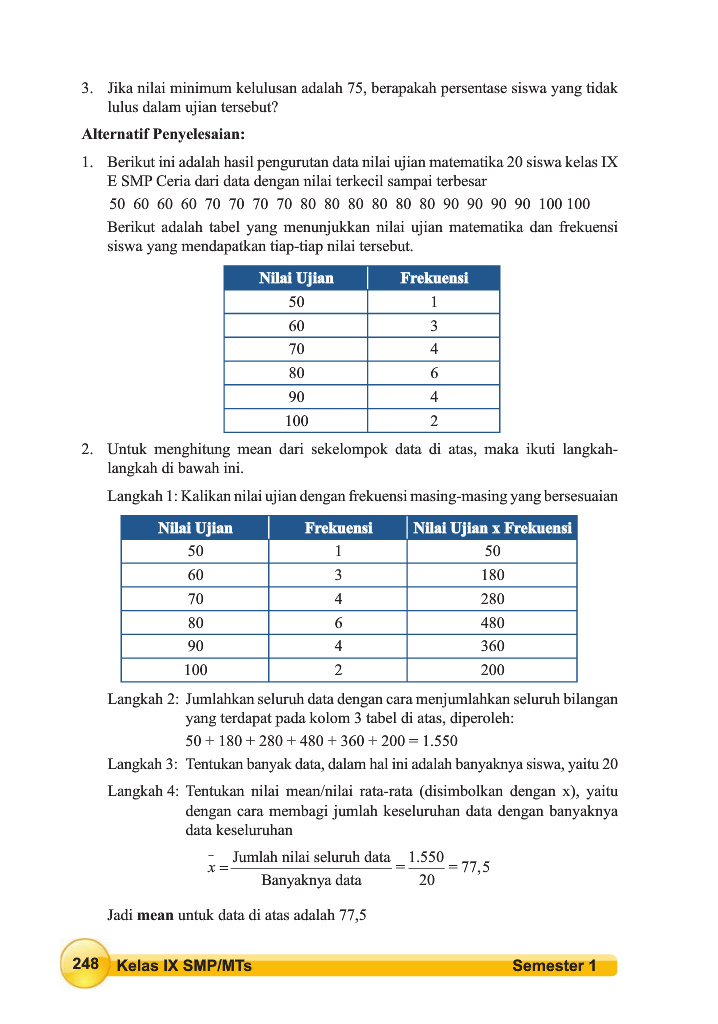 3. Jika nilai minimum kelulusan adalah 75, berapakah persentase siswa yang tidak
lulus dalam ujian tersebut?
Alternatif Penyelesaian:
1. Berikut ini adalah hasil pengurutan data nilai ujian matematika 20 siswa kelas IX
E SMP Ceria dari data dengan nilai terkecil sampai terbesar
50 60 60 60 70 70 70 70 80 80 80 80 80 80 90 90 90 90 100 100
Berikut adalah tabel yang menunjukkan nilai ujian matematika dan frekuensi
siswa yang mendapatkan tiap-tiap nilai tersebut.
Nilai Ujian Frekuensi
50 1
60 3
70 4
80 6
90 4
100 2
2. Untuk menghitung mean dari sekelompok data di atas, maka ikuti langkah-
langkah di bawah ini.
Langkah 1: Kalikan nilai ujian dengan frekuensi masing-masing yang bersesuaian
Nilai Ujian Frekuensi Nilai Ujian x Frekuensi
50 1 50
60 3 180
70 4 280
80 6 480
90 4 360
100 2 200
Langkah 2: Jumlahkan seluruh data dengan cara menjumlahkan seluruh bilangan
yang terdapat pada kolom 3 tabel di atas, diperoleh:
50 + 180 + 280 + 480 + 360 + 200 = 1.550
Langkah 3: Tentukan banyak data, dalam hal ini adalah banyaknya siswa, yaitu 20
Langkah 4: Tentukan nilai mean/nilai rata-rata (disimbolkan dengan x), yaitu
dengan cara membagi jumlah keseluruhan data dengan banyaknya
data keseluruhan
x̄ = Jumlah nilai seluruh data / Banyaknya data = 1.550 / 20 = 77,5
Jadi mean untuk data di atas adalah 77,5
248 Kelas IX SMP/MTs Semester 1